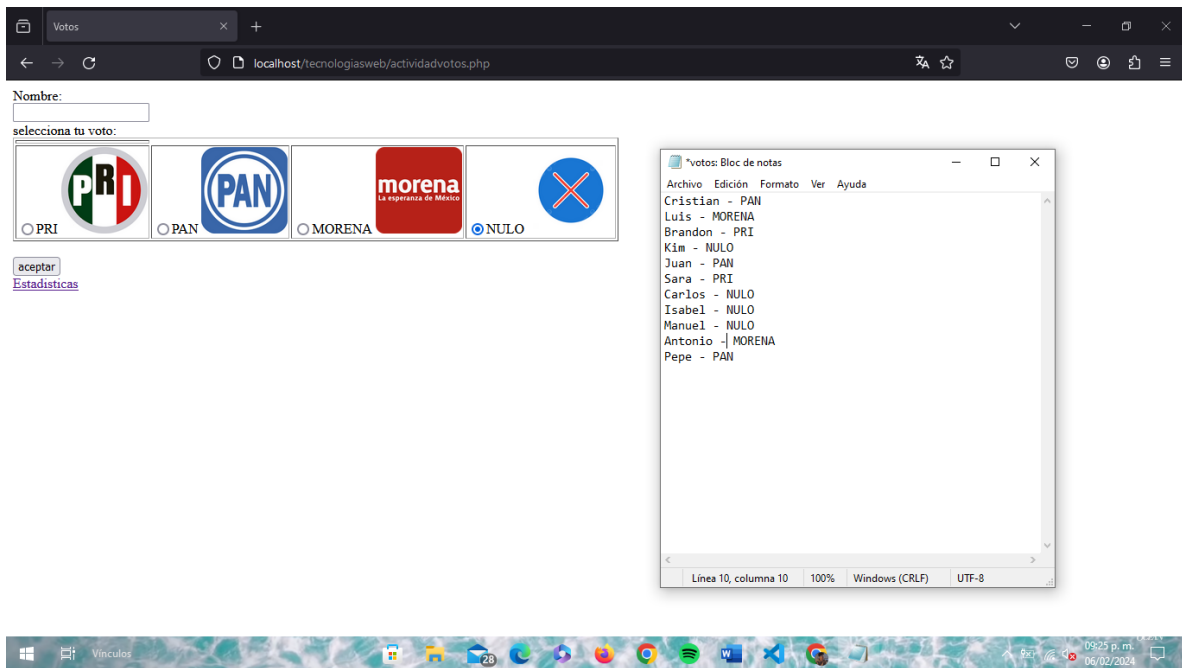 Votos
localhost/tecnologiasweb/actividadvotos.php
Nombre:
selecciona tu voto:
PRI
PRI
PAN
PAN
morena
La esperanza de México
MORENA
NULO
aceptar
Estadisticas
*votos: Bloc de notas
Archivo Edición Formato Ver Ayuda
Cristian - PAN
Luis - MORENA
Brandon - PRI
Kim - NULO
Juan - PAN
Sara - PRI
Carlos - NULO
Isabel - NULO
Manuel - NULO
Antonio - MORENA
Pepe - PAN
Línea 10, columna 10 100% Windows (CRLF) UTF-8
Vínculos
28
09:25 p. m.
06/02/2024